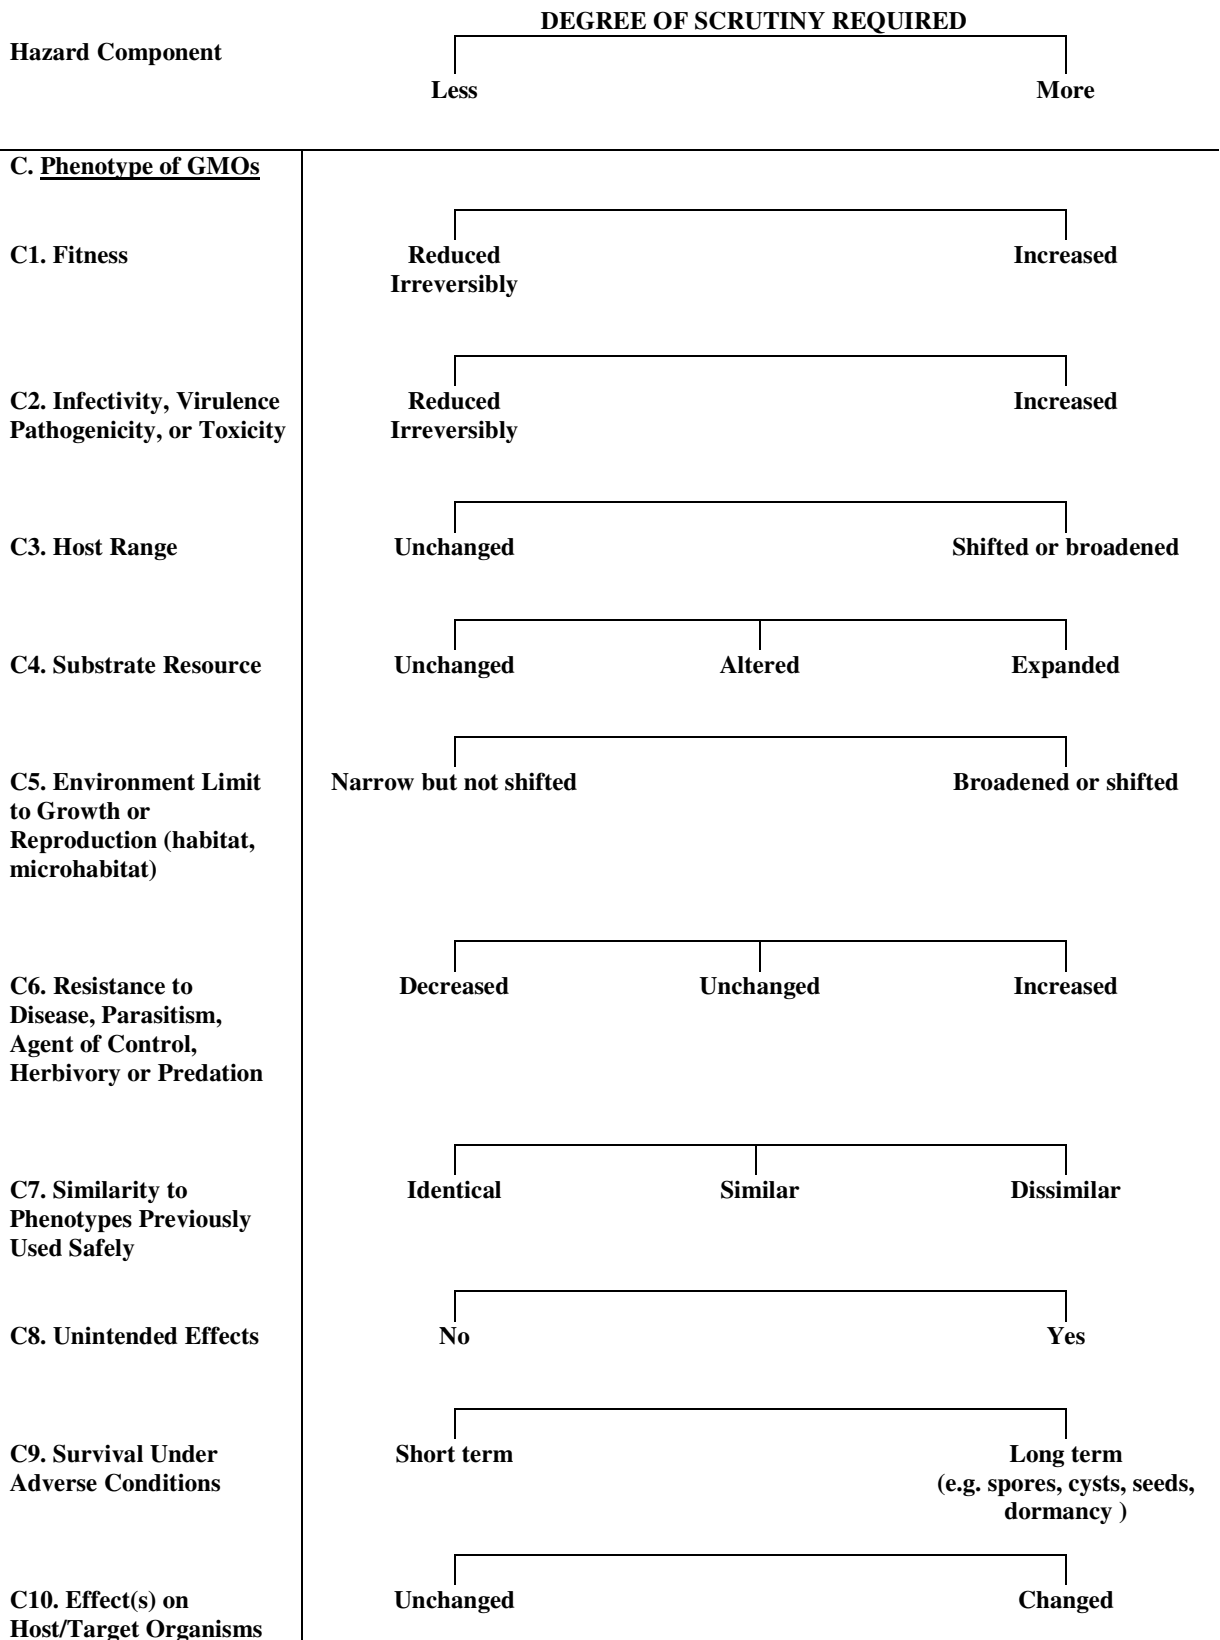 DEGREE OF SCRUTINY REQUIRED
Hazard Component
Less More
C. Phenotype of GMOs
C1. Fitness Reduced Increased
Irreversibly
C2. Infectivity, Virulence Reduced Increased
Pathogenicity, or Toxicity Irreversibly
C3. Host Range Unchanged Shifted or broadened
C4. Substrate Resource Unchanged Altered Expanded
C5. Environment Limit Narrow but not shifted Broadened or shifted
to Growth or
Reproduction (habitat,
microhabitat)
C6. Resistance to Decreased Unchanged Increased
Disease, Parasitism,
Agent of Control,
Herbivory or Predation
C7. Similarity to Identical Similar Dissimilar
Phenotypes Previously
Used Safely
C8. Unintended Effects No Yes
C9. Survival Under Short term Long term
Adverse Conditions (e.g. spores, cysts, seeds,
dormancy )
C10. Effect(s) on Unchanged Changed
Host/Target Organisms